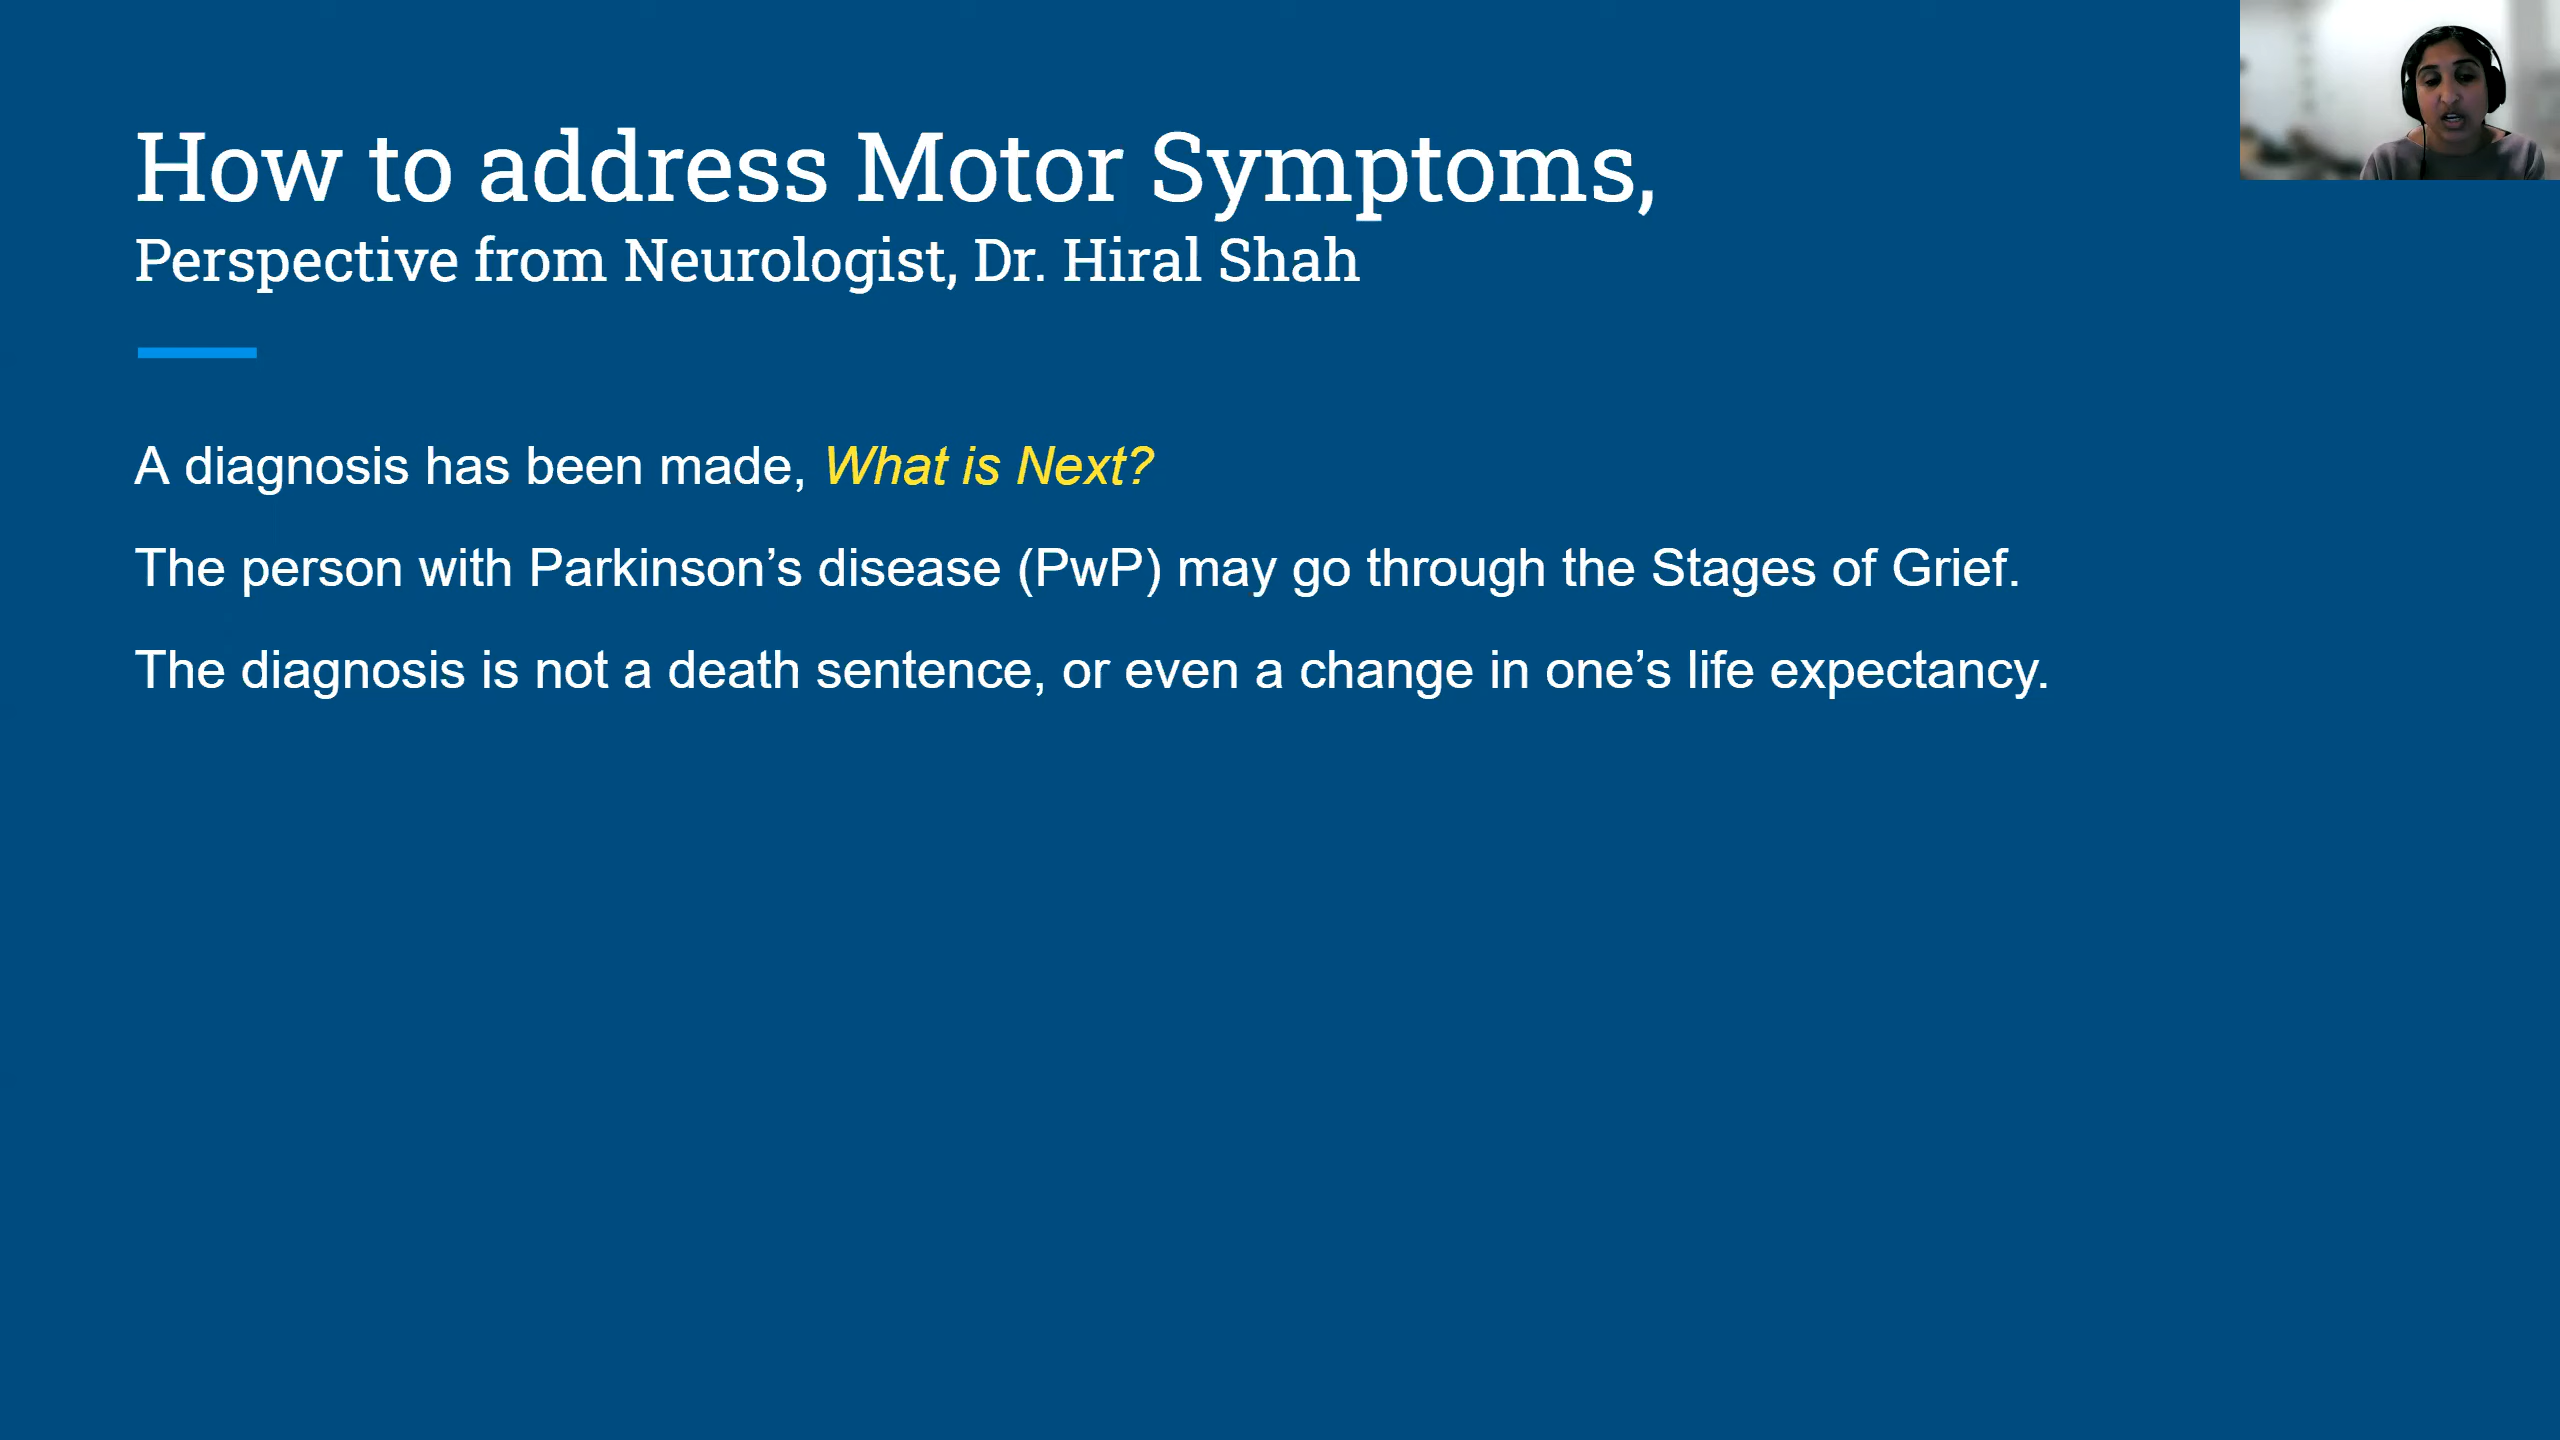 How to address Motor Symptoms,
Perspective from Neurologist, Dr. Hiral Shah
A diagnosis has been made, What is Next?
The person with Parkinson’s disease (PwP) may go through the Stages of Grief.
The diagnosis is not a death sentence, or even a change in one’s life expectancy.